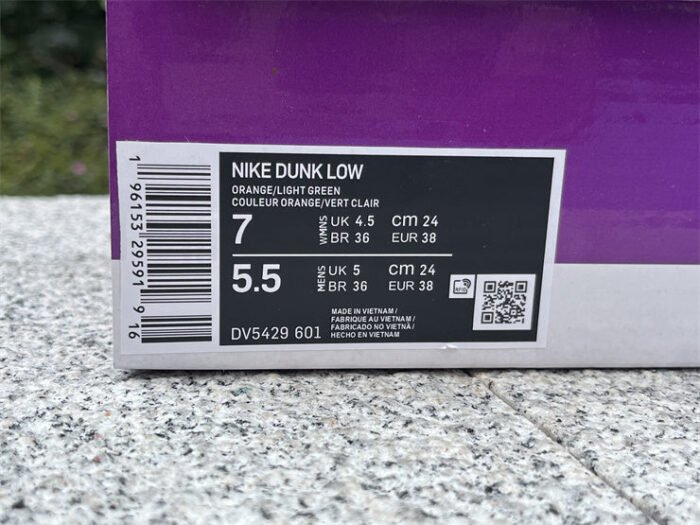 1 96153 29591 9 16
NIKE DUNK LOW
ORANGE/LIGHT GREEN
COULEUR ORANGE/VERT CLAIR
7 WMNS UK 4.5 cm 24
BR 36 EUR 38
5.5 MENS UK 5 cm 24
BR 36 EUR 38
MADE IN VIETNAM /
FABRIQUE AU VIETNAM /
FABRICADO NO VIETNÃ /
HECHO EN VIETNAM
DV5429 601
RFID